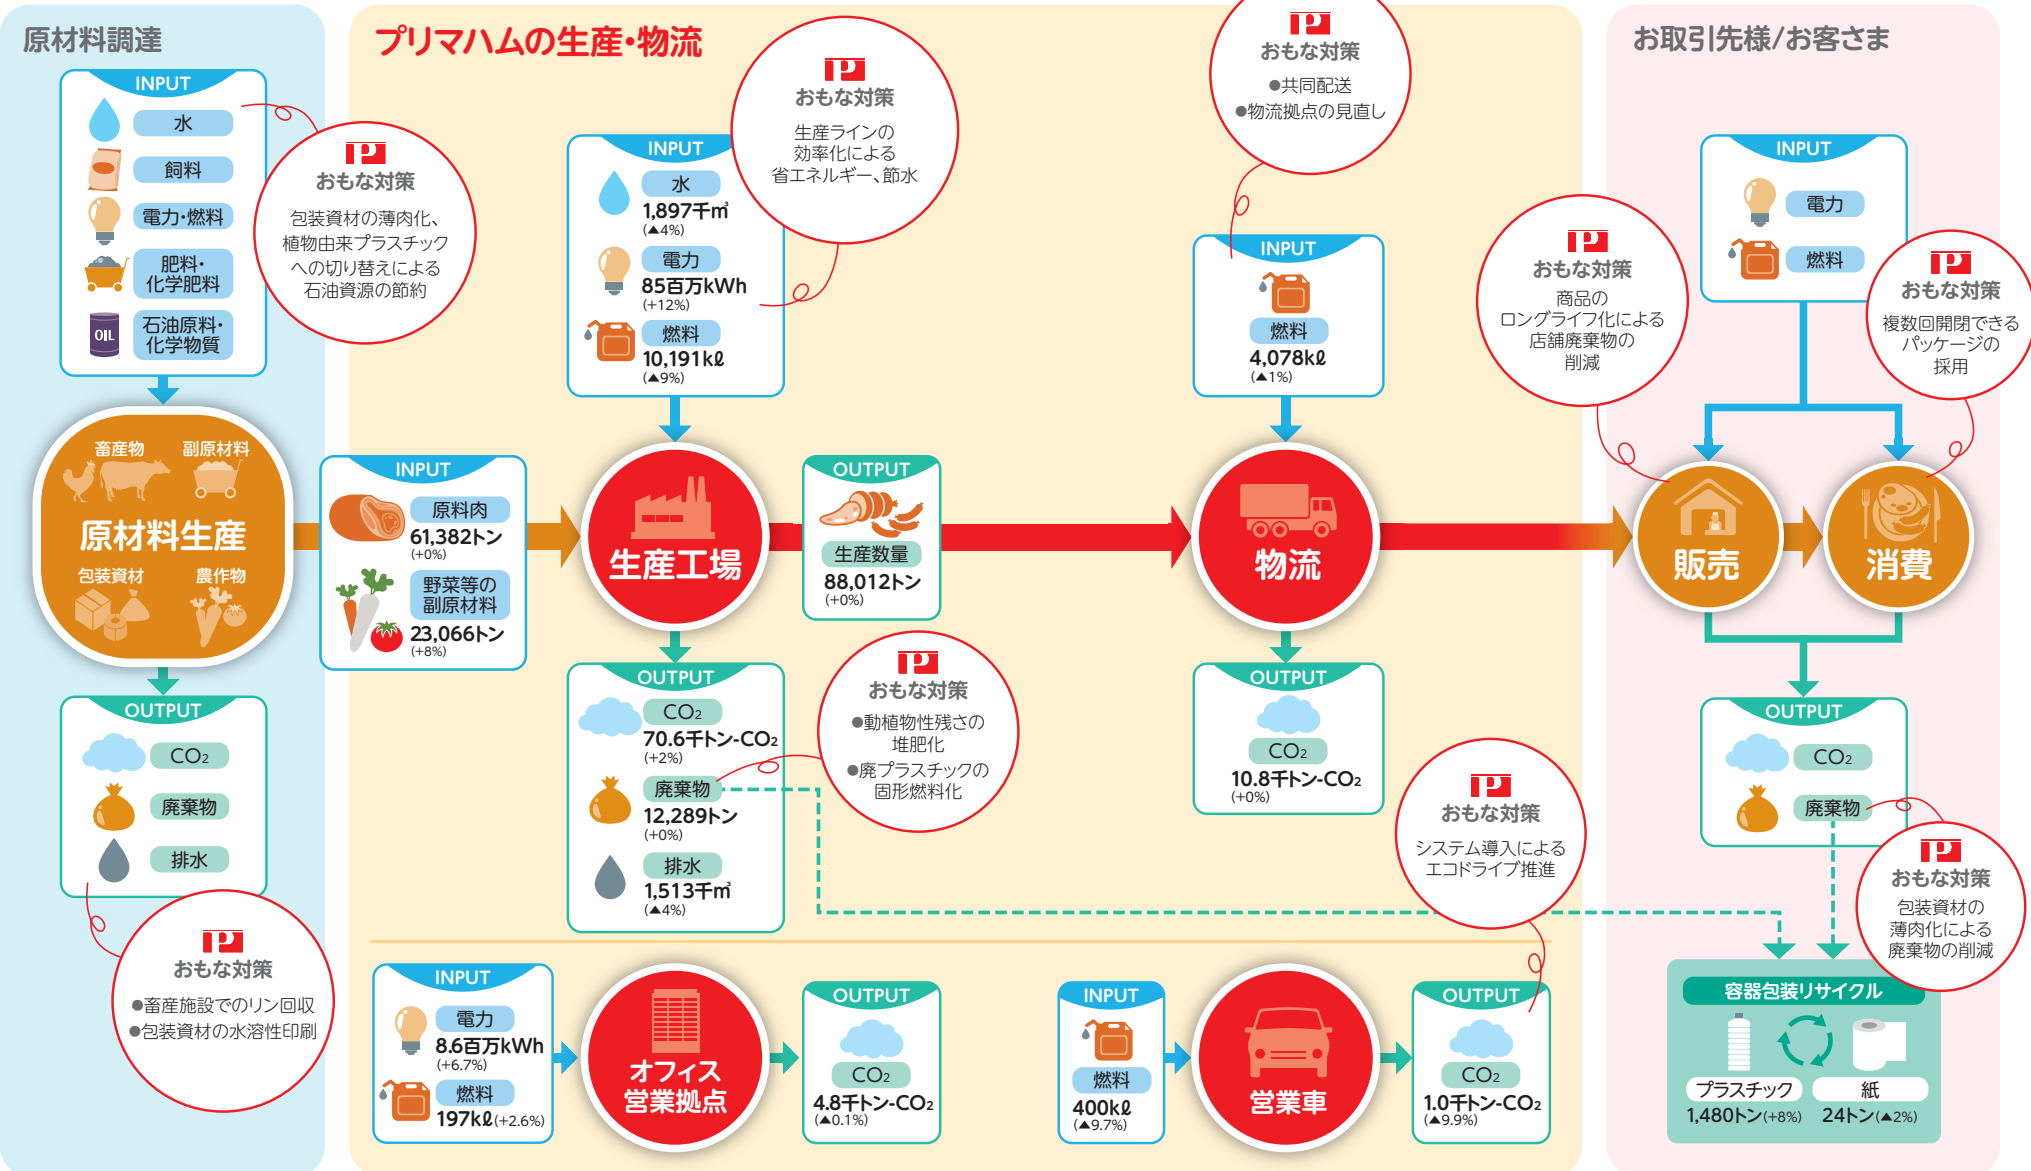 原材料調達
INPUT
水
飼料
電力・燃料
肥料・
化学肥料
OIL
石油原料・
化学物質
おもな対策
包装資材の薄肉化、
植物由来プラスチック
への切り替えによる
石油資源の節約
畜産物
副原材料
原材料生産
包装資材
農作物
OUTPUT
CO2
廃棄物
排水
おもな対策
●畜産施設でのリン回収
●包装資材の水溶性印刷
プリマハムの生産・物流
INPUT
原料肉
61,382トン
(+0%)
野菜等の
副原材料
23,066トン
(+8%)
INPUT
水
1,897千㎥
(▲4%)
電力
85百万kWh
(+12%)
燃料
10,191kℓ
(▲9%)
おもな対策
生産ラインの
効率化による
省エネルギー、節水
生産工場
OUTPUT
生産数量
88,012トン
(+0%)
OUTPUT
CO2
70.6千トン-CO2
(+2%)
廃棄物
12,289トン
(+0%)
排水
1,513千㎥
(▲4%)
おもな対策
●動植物性残さの
堆肥化
●廃プラスチックの
固形燃料化
おもな対策
●共同配送
●物流拠点の見直し
INPUT
燃料
4,078kℓ
(▲1%)
物流
OUTPUT
CO2
10.8千トン-CO2
(+0%)
INPUT
電力
8.6百万kWh
(+6.7%)
燃料
197kℓ(+2.6%)
オフィス
営業拠点
OUTPUT
CO2
4.8千トン-CO2
(▲0.1%)
INPUT
燃料
400kℓ
(▲9.7%)
営業車
OUTPUT
CO2
1.0千トン-CO2
(▲9.9%)
おもな対策
システム導入による
エコドライブ推進
お取引先様/お客さま
INPUT
電力
燃料
おもな対策
商品の
ロングライフ化による
店舗廃棄物の
削減
おもな対策
複数回開閉できる
パッケージの
採用
販売
消費
OUTPUT
CO2
廃棄物
おもな対策
包装資材の
薄肉化による
廃棄物の削減
容器包装リサイクル
プラスチック
1,480トン(+8%)
紙
24トン(▲2%)